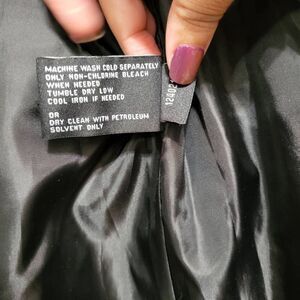 MACHINE WASH COLD SEPARATELY
ONLY NON-CHLORINE BLEACH
WHEN NEEDED
TUMBLE DRY LOW
COOL IRON IF NEEDED
OR
DRY CLEAN WITH PETROLEUM
SOLVENT ONLY